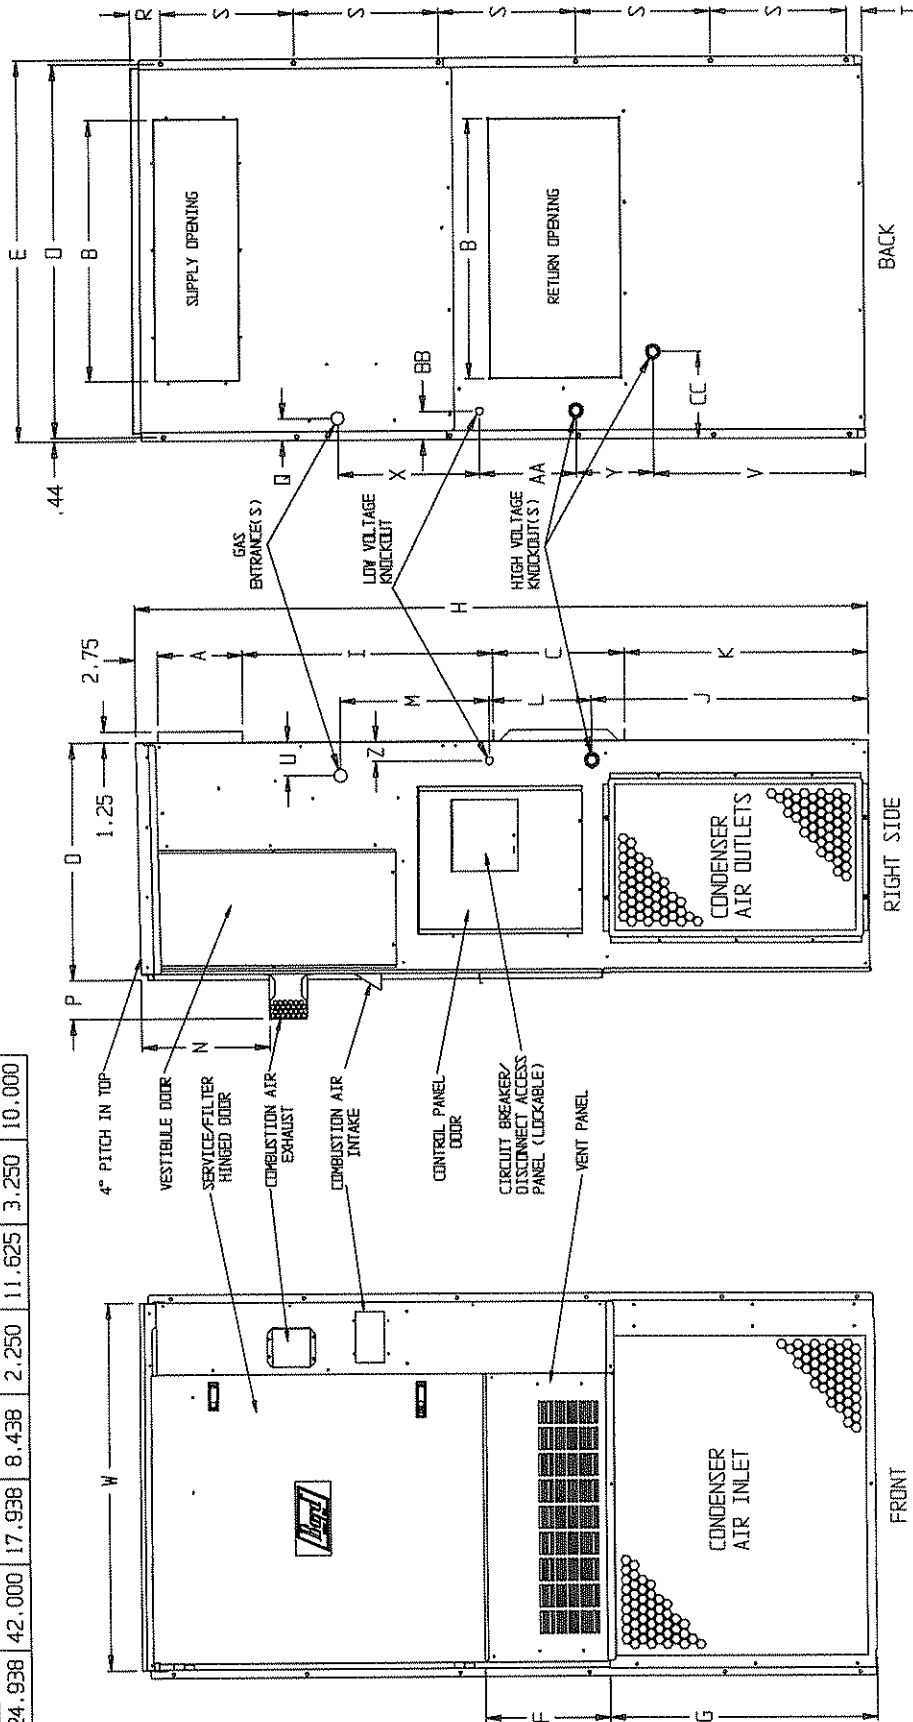 24.938 42.000 17.938 8.438 2.250 11.625 3.250 10.000
W
F
G
Bard
CONDENSER
AIR INLET
FRONT
4° PITCH IN TOP
VESTIBULE DOOR
SERVICE/FILTER
HINGED DOOR
COMBUSTION AIR
EXHAUST
COMBUSTION AIR
INTAKE
CONTROL PANEL
DOOR
CIRCUIT BREAKER/
DISCONNECT ACCESS
PANEL (LOCKABLE)
VENT PANEL
P
D
1.25
2.75
N
A
I
H
U
M
Z
C
L
K
J
CONDENSER
AIR OUTLETS
RIGHT SIDE
GAS
ENTRANCE(S)
LOW VOLTAGE
KNOCKOUT
HIGH VOLTAGE
KNOCKOUT(S)
.44
E
O
B
SUPPLY OPENING
R
S
S
S
S
S
T
Q
BB
X
B
RETURN OPENING
AA
Y
CC
V
BACK